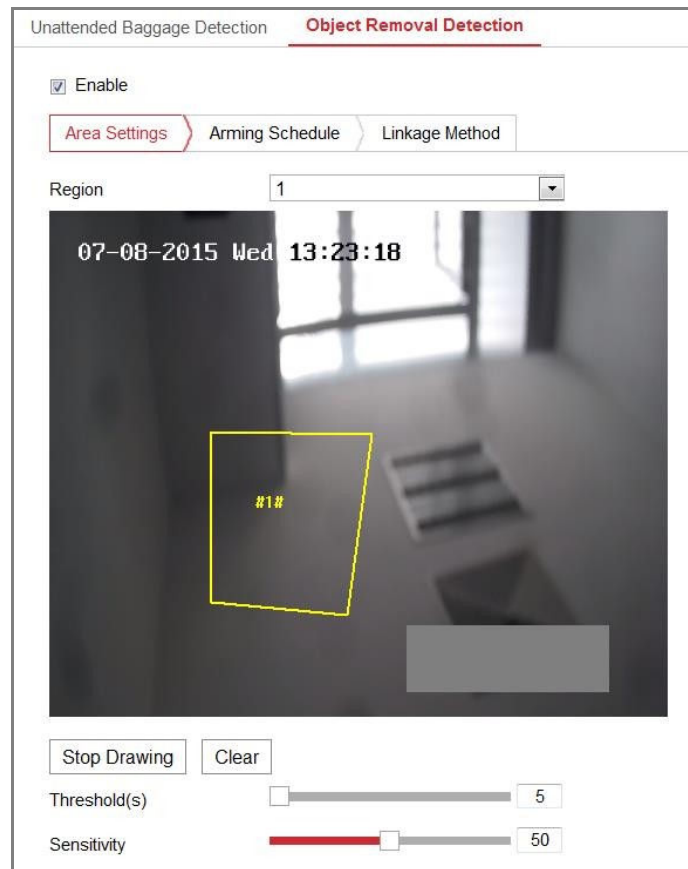 Unattended Baggage Detection Object Removal Detection
Enable
Area Settings Arming Schedule Linkage Method
Region 1
07-08-2015 Wed 13:23:18
#1#
Stop Drawing Clear
Threshold(s) 5
Sensitivity 50